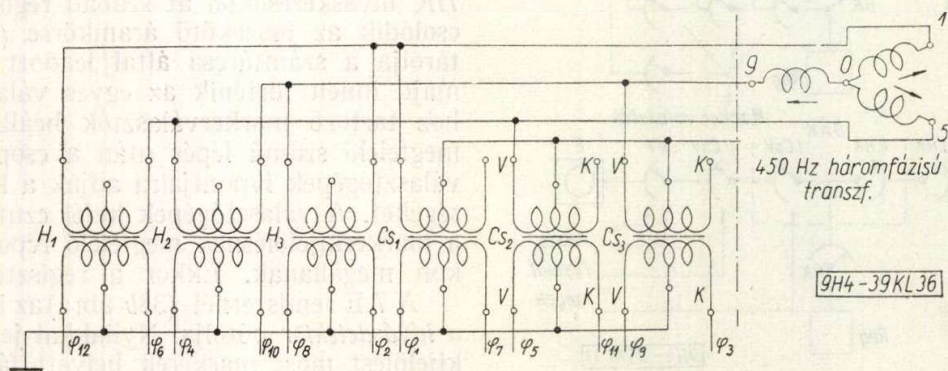 1
9 0
5
V K V K
450 Hz háromfázisú
transzf.
H₁ H₂ H₃ Cs₁ Cs₂ Cs₃
V K V K
9H4-39KL36
φ₁₂ φ₆ φ₄ φ₁₀ φ₈ φ₂ φ₁ φ₇ φ₅ φ₁₁ φ₉ φ₃